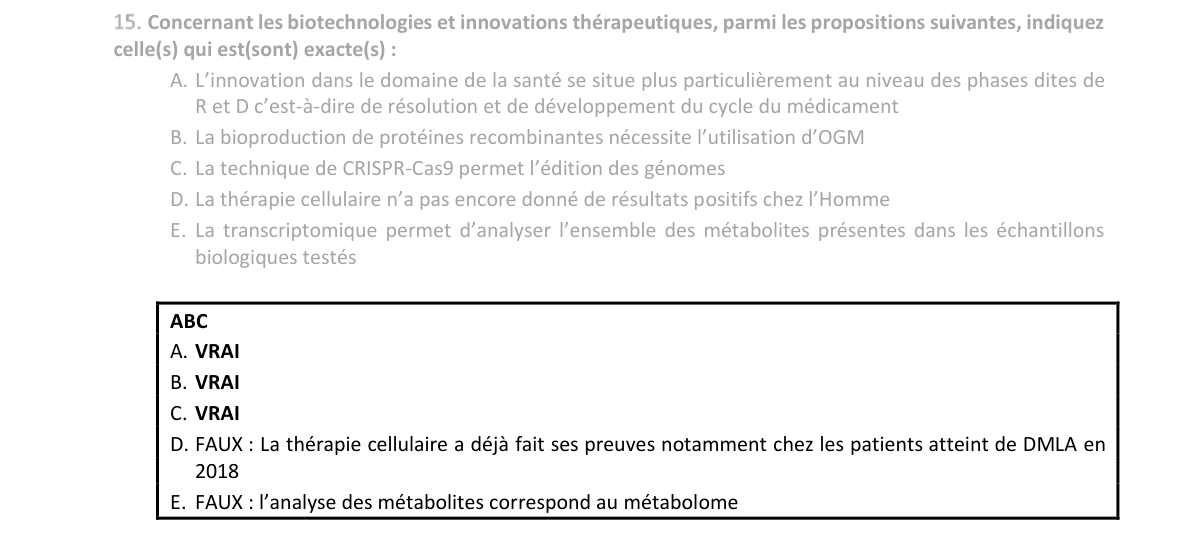 15. Concernant les biotechnologies et innovations thérapeutiques, parmi les propositions suivantes, indiquez
celle(s) qui est(sont) exacte(s) :
A. L’innovation dans le domaine de la santé se situe plus particulièrement au niveau des phases dites de
R et D c’est-à-dire de résolution et de développement du cycle du médicament
B. La bioproduction de protéines recombinantes nécessite l’utilisation d’OGM
C. La technique de CRISPR-Cas9 permet l’édition des génomes
D. La thérapie cellulaire n’a pas encore donné de résultats positifs chez l’Homme
E. La transcriptomique permet d’analyser l’ensemble des métabolites présentes dans les échantillons
biologiques testés
ABC
A. VRAI
B. VRAI
C. VRAI
D. FAUX : La thérapie cellulaire a déjà fait ses preuves notamment chez les patients atteint de DMLA en
2018
E. FAUX : l’analyse des métabolites correspond au métabolome